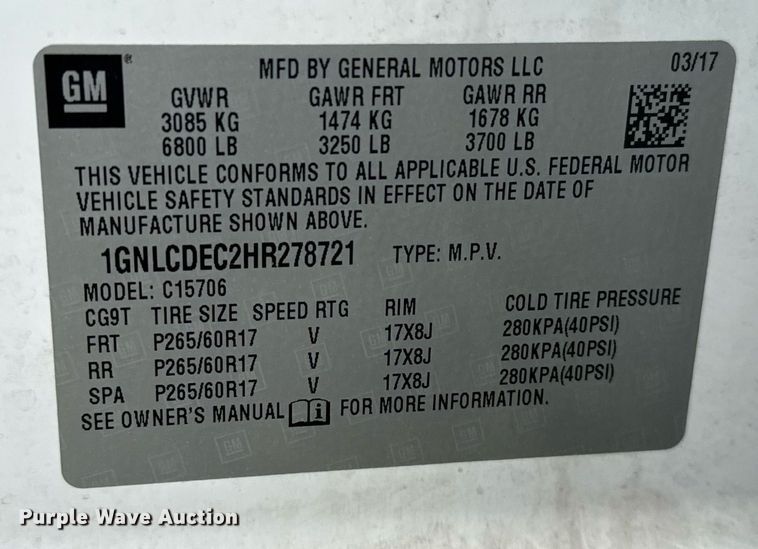 GM® MFD BY GENERAL MOTORS LLC 03/17
GVWR GAWR FRT GAWR RR
3085 KG 1474 KG 1678 KG
6800 LB 3250 LB 3700 LB
THIS VEHICLE CONFORMS TO ALL APPLICABLE U.S. FEDERAL MOTOR
VEHICLE SAFETY STANDARDS IN EFFECT ON THE DATE OF
MANUFACTURE SHOWN ABOVE.
1GNLCDEC2HR278721 TYPE: M.P.V.
MODEL: C15706
CG9T TIRE SIZE SPEED RTG RIM COLD TIRE PRESSURE
FRT P265/60R17 V 17X8J 280KPA(40PSI)
RR P265/60R17 V 17X8J 280KPA(40PSI)
SPA P265/60R17 V 17X8J 280KPA(40PSI)
SEE OWNER'S MANUAL i FOR MORE INFORMATION.
Purple Wave Auction